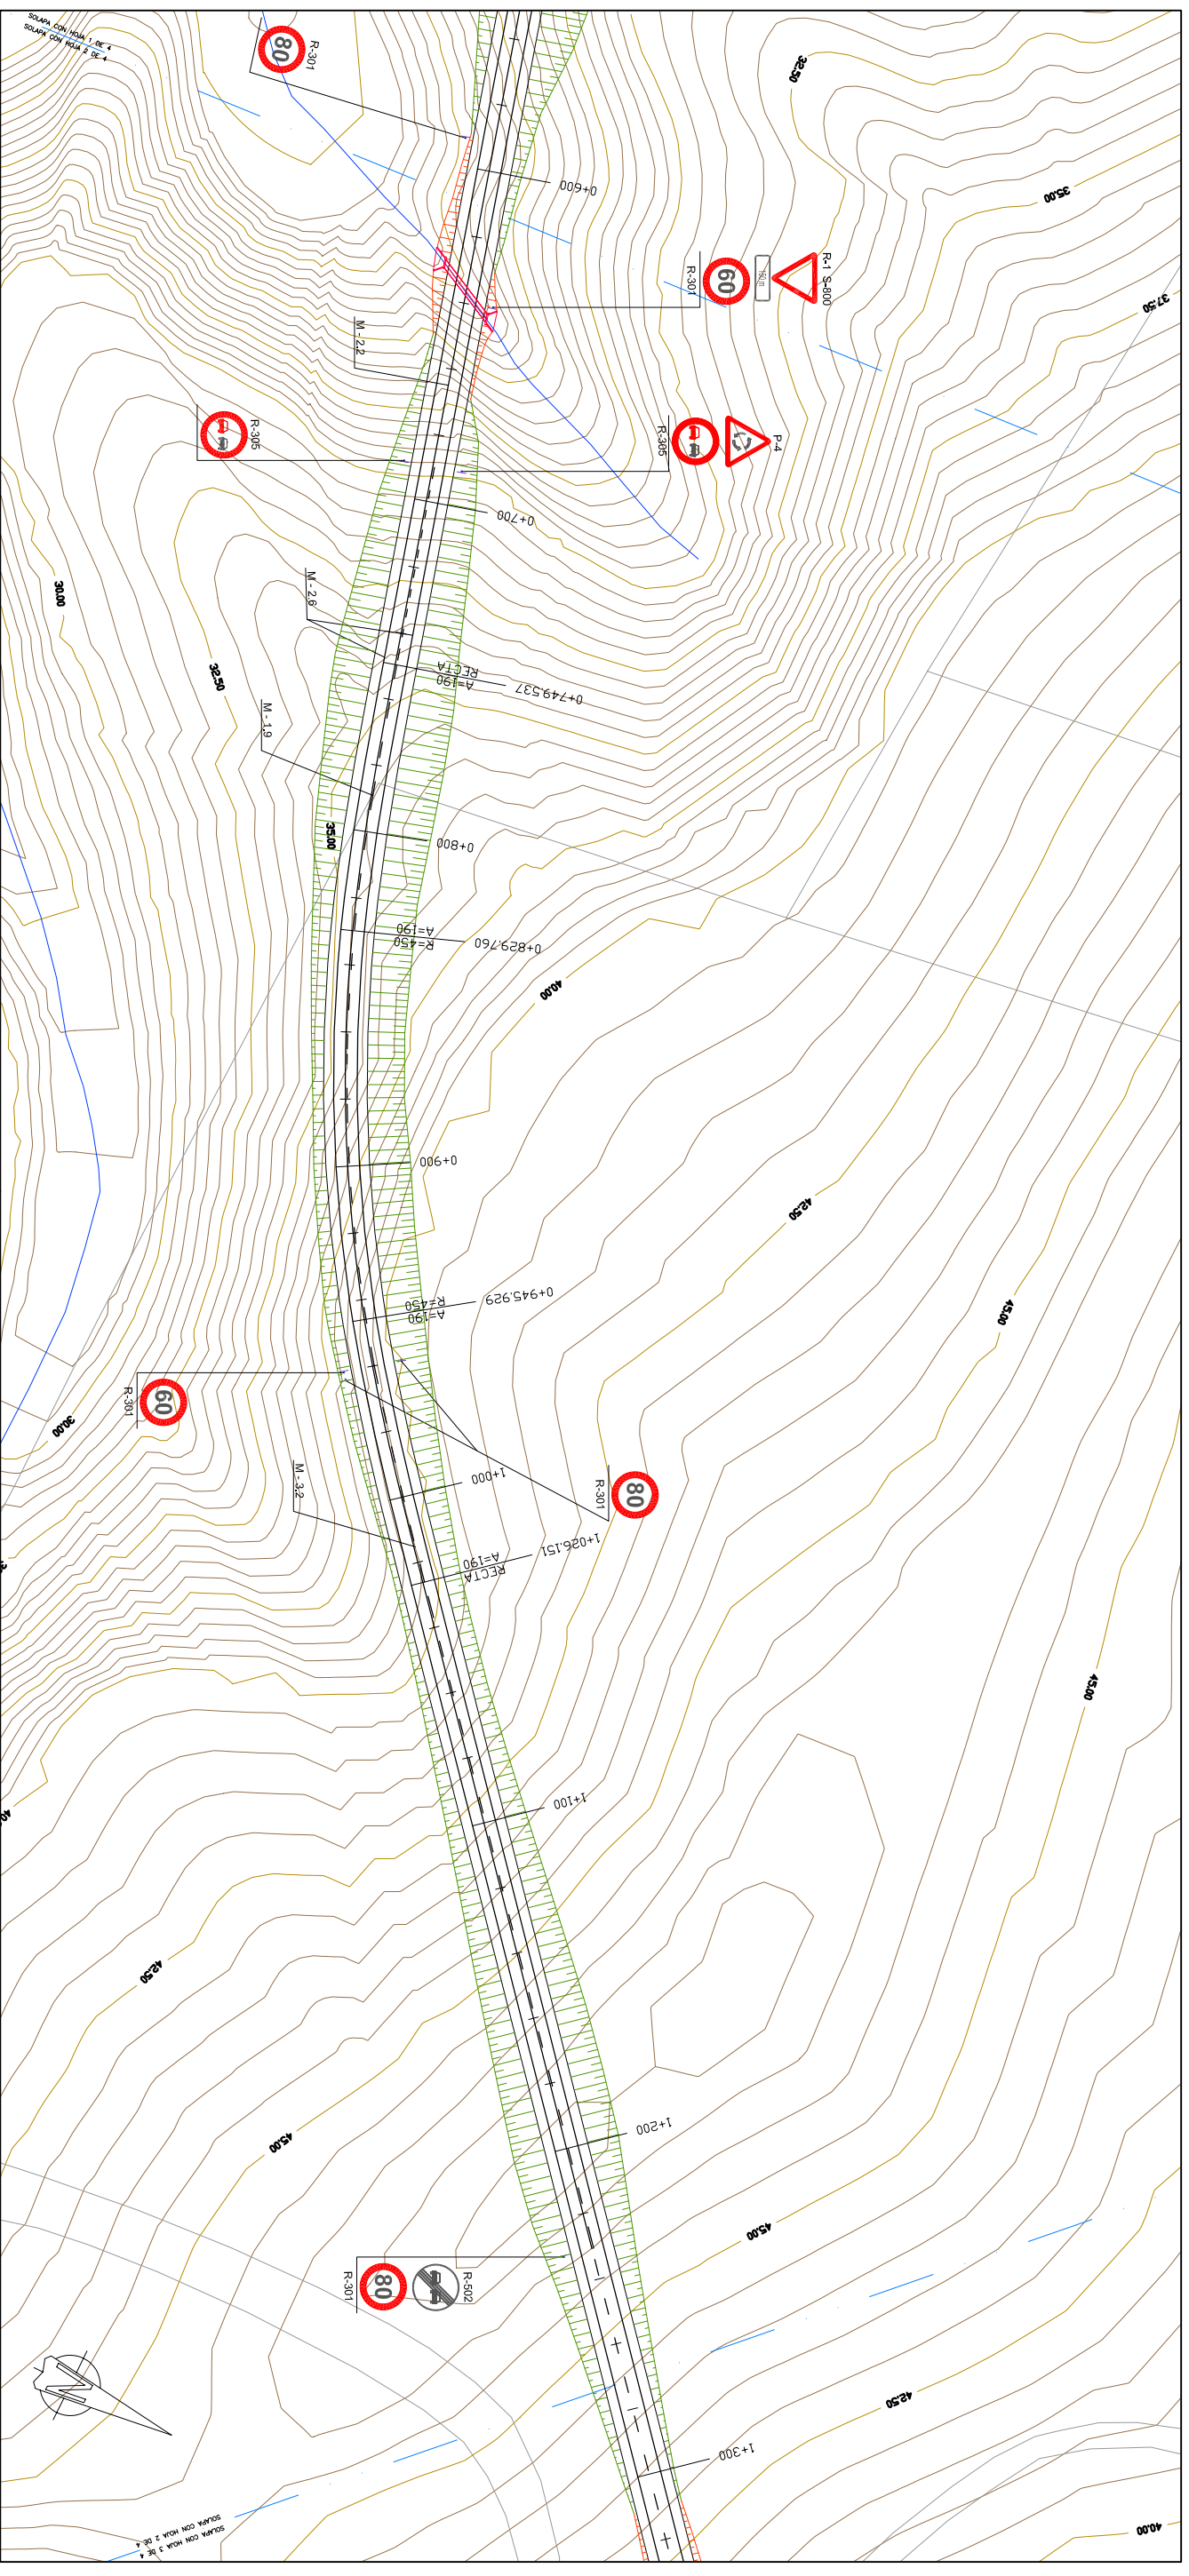 SOLAPA CON HOJA 1 DE 4
SOLAPA CON HOJA 2 DE 4
80
R-301
32.50
35.00
37.50
0+600
R-301
60
150 m
R-1 S-800
M - 2.2
R-305
R-305
P-4
0+700
30.00
M - 2.6
32.50
RECTA
A=190
0+749.537
M - 1.9
35.00
0+800
A=190
R=450
0+829.760
40.00
0+900
42.50
45.00
R=450
A=190
0+945.929
R-301
60
30.00
1+000
R-301
80
M - 3.2
A=190
RECTA
1+026.151
45.00
1+100
42.50
45.00
1+200
45.00
R-301
80
R-502
42.50
N
1+300
40.00
SOLAPA CON HOJA 2 DE 4
SOLAPA CON HOJA 3 DE 4